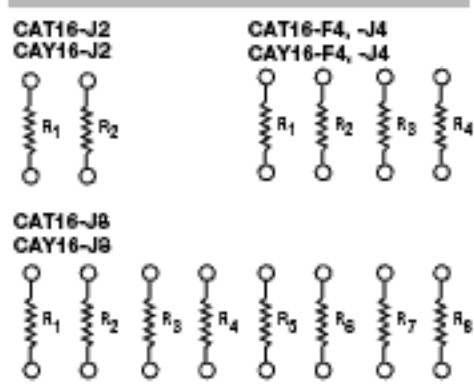 CAT16-J2
CAY16-J2
R1 R2
CAT16-F4, -J4
CAY16-F4, -J4
R1 R2 R3 R4
CAT16-J8
CAY16-J8
R1 R2 R3 R4 R5 R6 R7 R8